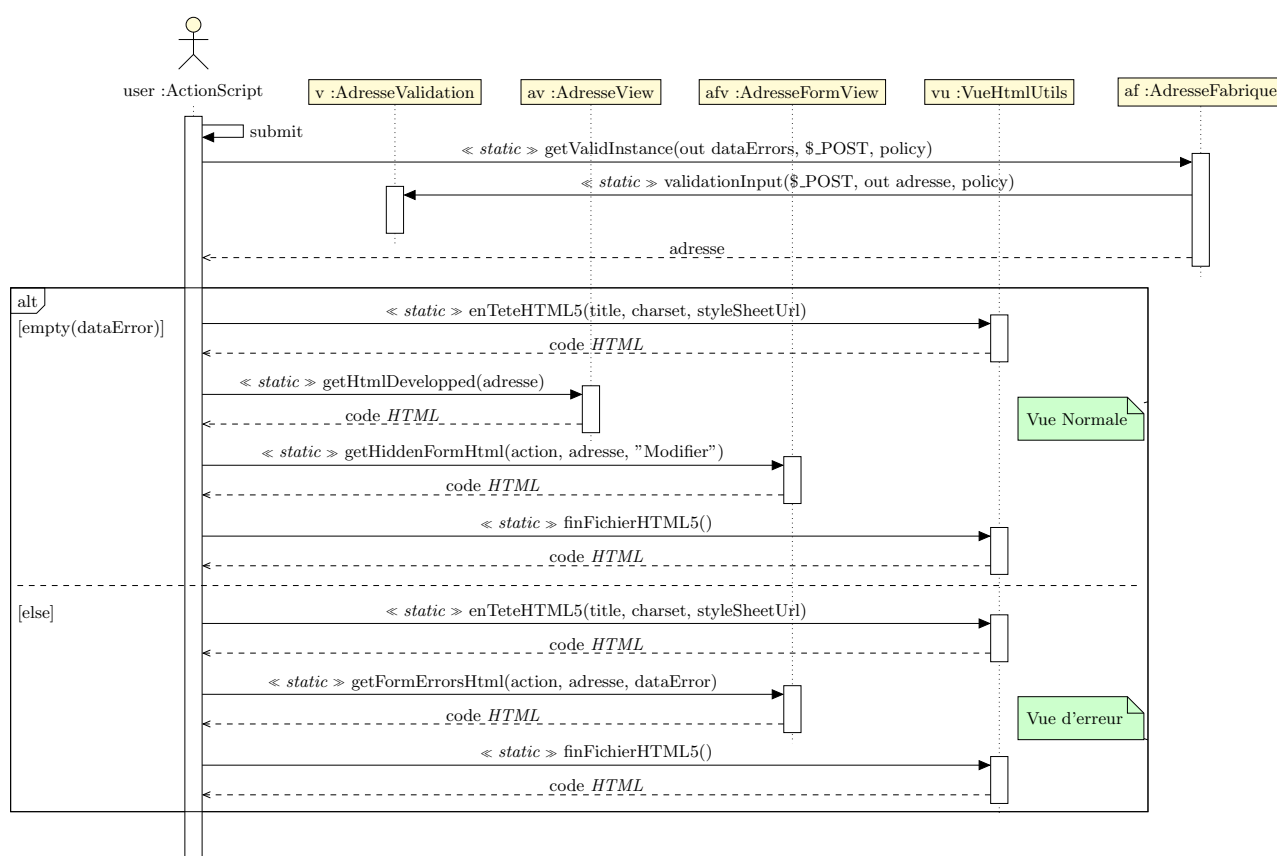 user :ActionScript
v :AdresseValidation
av :AdresseView
afv :AdresseFormView
vu :VueHtmlUtils
af :AdresseFabrique
submit
≪ static ≫ getValidInstance(out dataErrors, $_POST, policy)
≪ static ≫ validationInput($_POST, out adresse, policy)
adresse
alt
[empty(dataError)]
≪ static ≫ enTeteHTML5(title, charset, styleSheetUrl)
code HTML
≪ static ≫ getHtmlDevelopped(adresse)
code HTML
Vue Normale
≪ static ≫ getHiddenFormHtml(action, adresse, ”Modifier”)
code HTML
≪ static ≫ finFichierHTML5()
code HTML
[else]
≪ static ≫ enTeteHTML5(title, charset, styleSheetUrl)
code HTML
≪ static ≫ getFormErrorsHtml(action, adresse, dataError)
code HTML
Vue d’erreur
≪ static ≫ finFichierHTML5()
code HTML